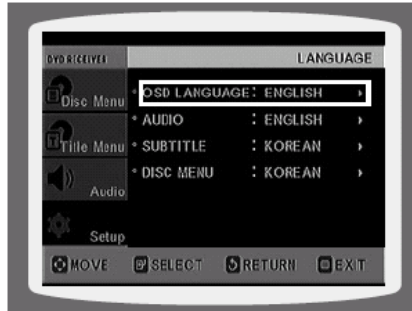 DVD RECEIVER
LANGUAGE
Disc Menu
Title Menu
Audio
Setup
OSD LANGUAGE : ENGLISH
AUDIO : ENGLISH
SUBTITLE : KOREAN
DISC MENU : KOREAN
MOVE SELECT RETURN EXIT